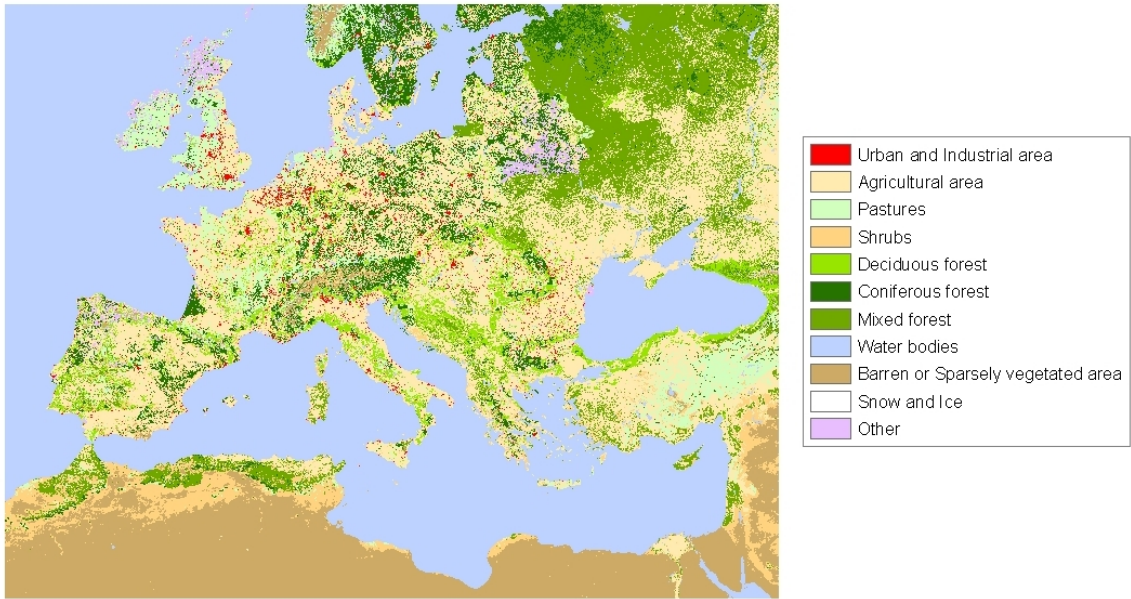 Urban and Industrial area
Agricultural area
Pastures
Shrubs
Deciduous forest
Coniferous forest
Mixed forest
Water bodies
Barren or Sparsely vegetated area
Snow and Ice
Other